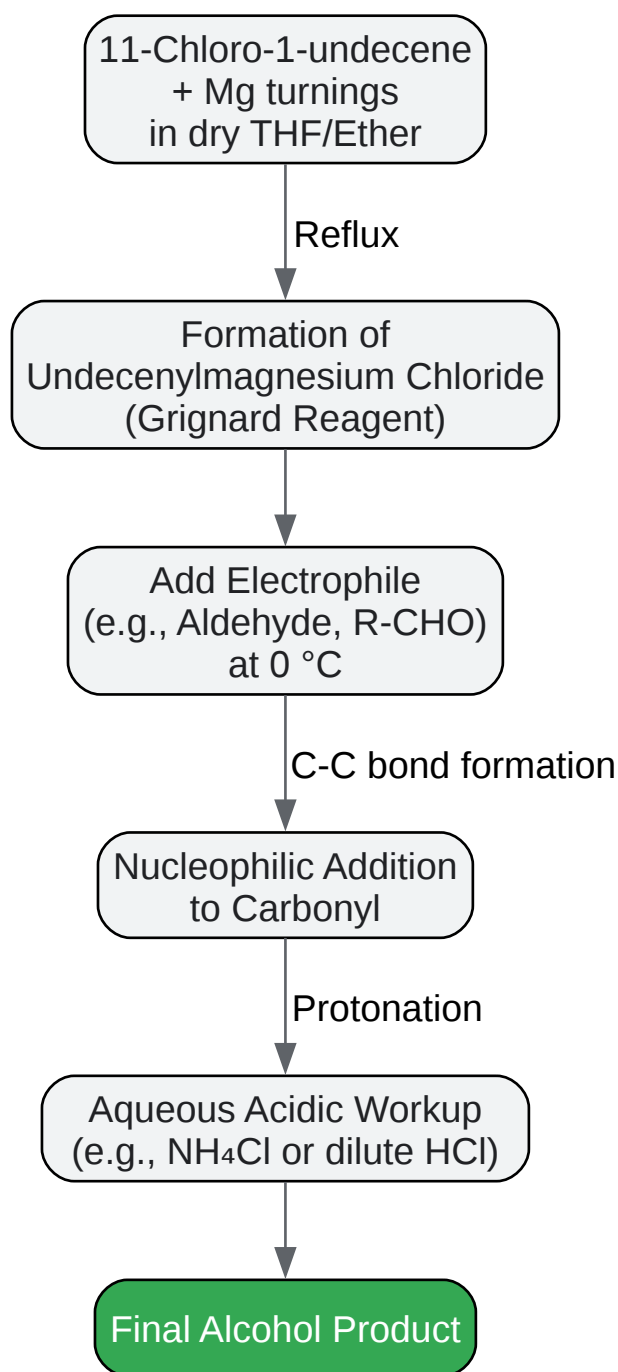 11-Chloro-1-undecene
+ Mg turnings
in dry THF/Ether
Reflux
Formation of
Undecenylmagnesium Chloride
(Grignard Reagent)
Add Electrophile
(e.g., Aldehyde, R-CHO)
at 0 °C
C-C bond formation
Nucleophilic Addition
to Carbonyl
Protonation
Aqueous Acidic Workup
(e.g., NH₄Cl or dilute HCl)
Final Alcohol Product